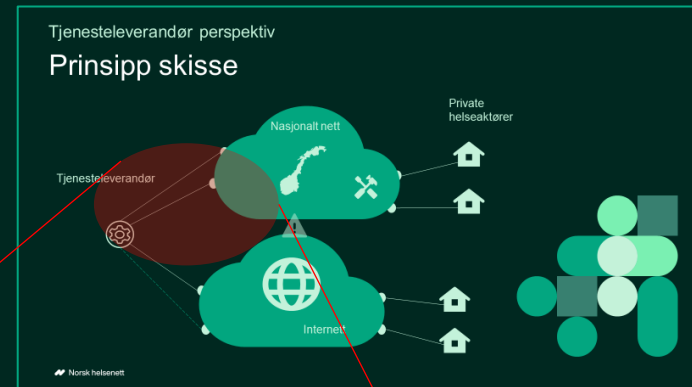 Tjenesteleverandør perspektiv
Prinsipp skisse
Private
helseaktører
Nasjonalt nett
Tjenesteleverandør
Internett
Norsk helsenett